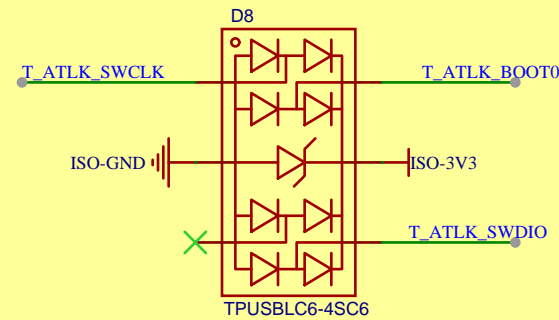 D8
T_ATLK_SWCLK
T_ATLK_BOOT0
ISO-GND
ISO-3V3
T_ATLK_SWDIO
TPUSBLC6-4SC6